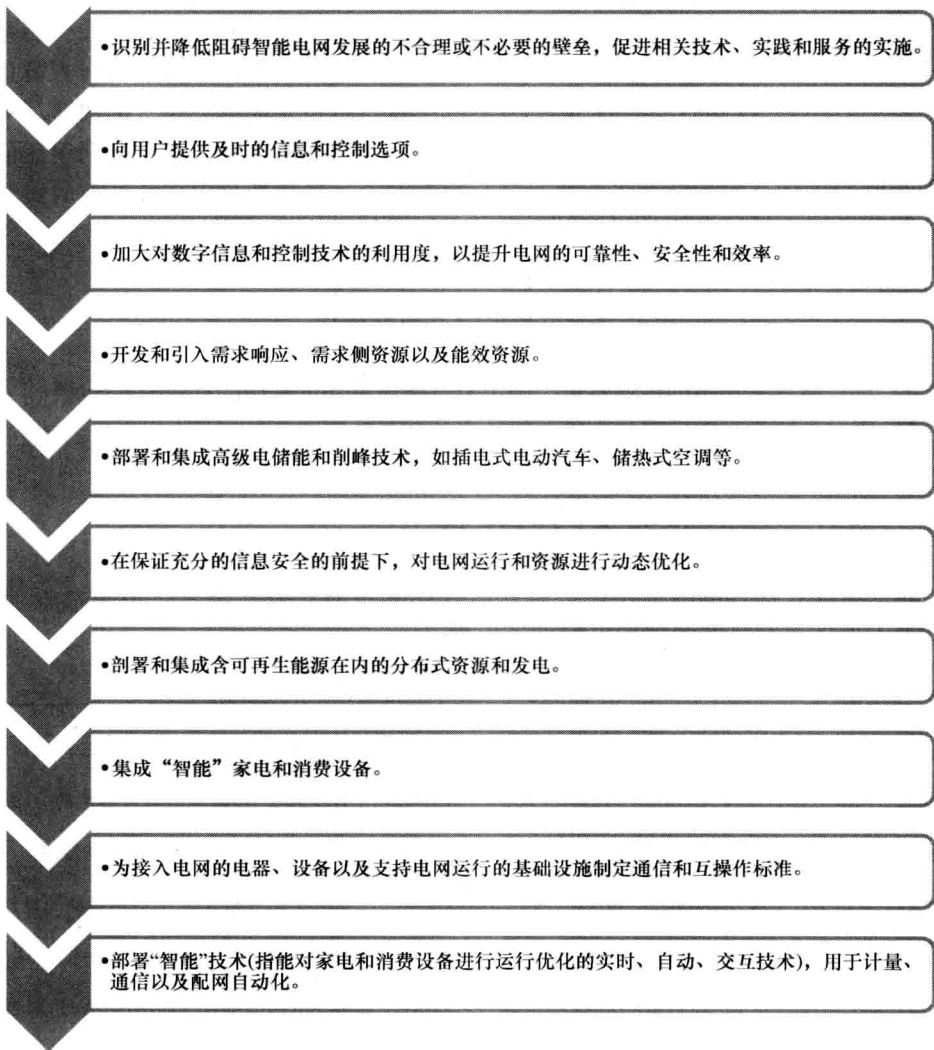 •识别并降低阻碍智能电网发展的不合理或不必要的壁垒，促进相关技术、实践和服务的实施。
•向用户提供及时的信息和控制选项。
•加大对数字信息和控制技术的利用度，以提升电网的可靠性、安全性和效率。
•开发和引入需求响应、需求侧资源以及能效资源。
•部署和集成高级电储能和削峰技术，如插电式电动汽车、储热式空调等。
•在保证充分的信息安全的前提下，对电网运行和资源进行动态优化。
•剖署和集成含可再生能源在内的分布式资源和发电。
•集成“智能”家电和消费设备。
•为接入电网的电器、设备以及支持电网运行的基础设施制定通信和互操作标准。
•部署“智能”技术(指能对家电和消费设备进行运行优化的实时、自动、交互技术)，用于计量、
通信以及配网自动化。